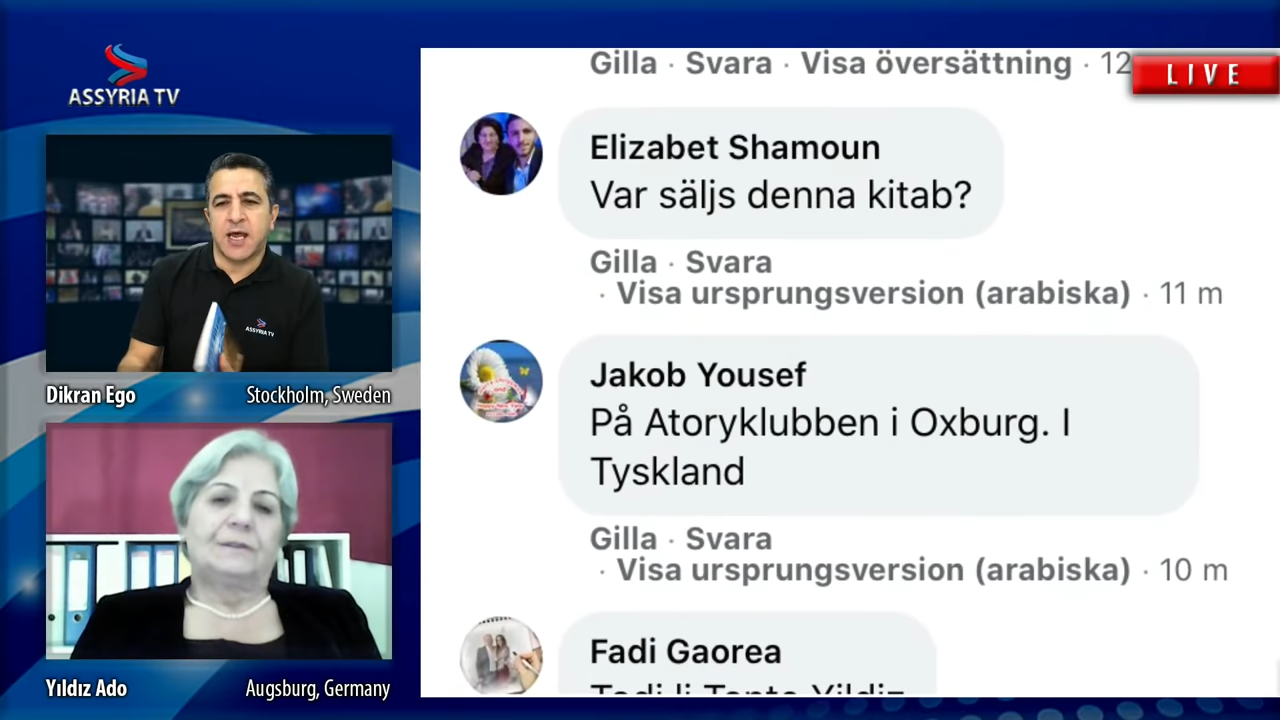 ASSYRIA TV
LIVE
Dikran Ego
Stockholm, Sweden
ASSYRIA TV
Yıldız Ado
Augsburg, Germany
Gilla · Svara · Visa översättning · 12
Elizabet Shamoun
Var säljs denna kitab?
Gilla · Svara
· Visa ursprungsversion (arabiska) · 11 m
Jakob Yousef
På Atoryklubben i Oxburg. I
Tyskland
Gilla · Svara
· Visa ursprungsversion (arabiska) · 10 m
Fadi Gaorea